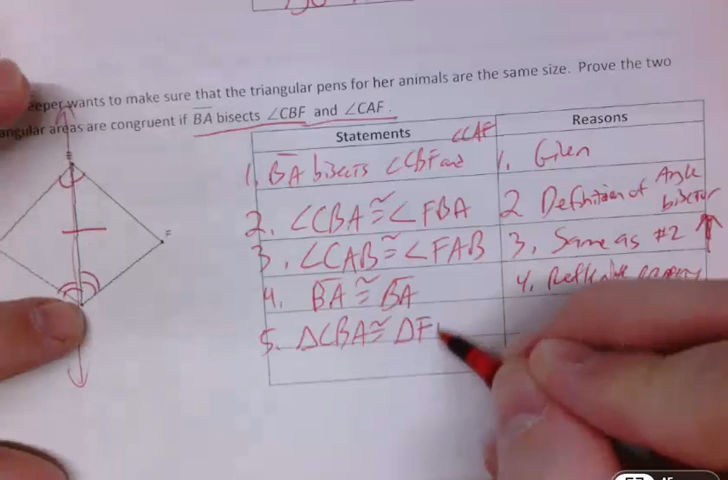 eeper wants to make sure that the triangular pens for her animals are the same size. Prove the two
angular areas are congruent if BA bisects ∠CBF and ∠CAF.
Statements
Reasons
∠CAF
1. BA bisects ∠CBF and
1. Given
2. ∠CBA ≅ ∠FBA
2 Definition of Angle
bisector
3. ∠CAB ≅ ∠FAB
3. Same as #2
4. BA ≅ BA
4. Reflexive
5. ΔCBA ≅ ΔF